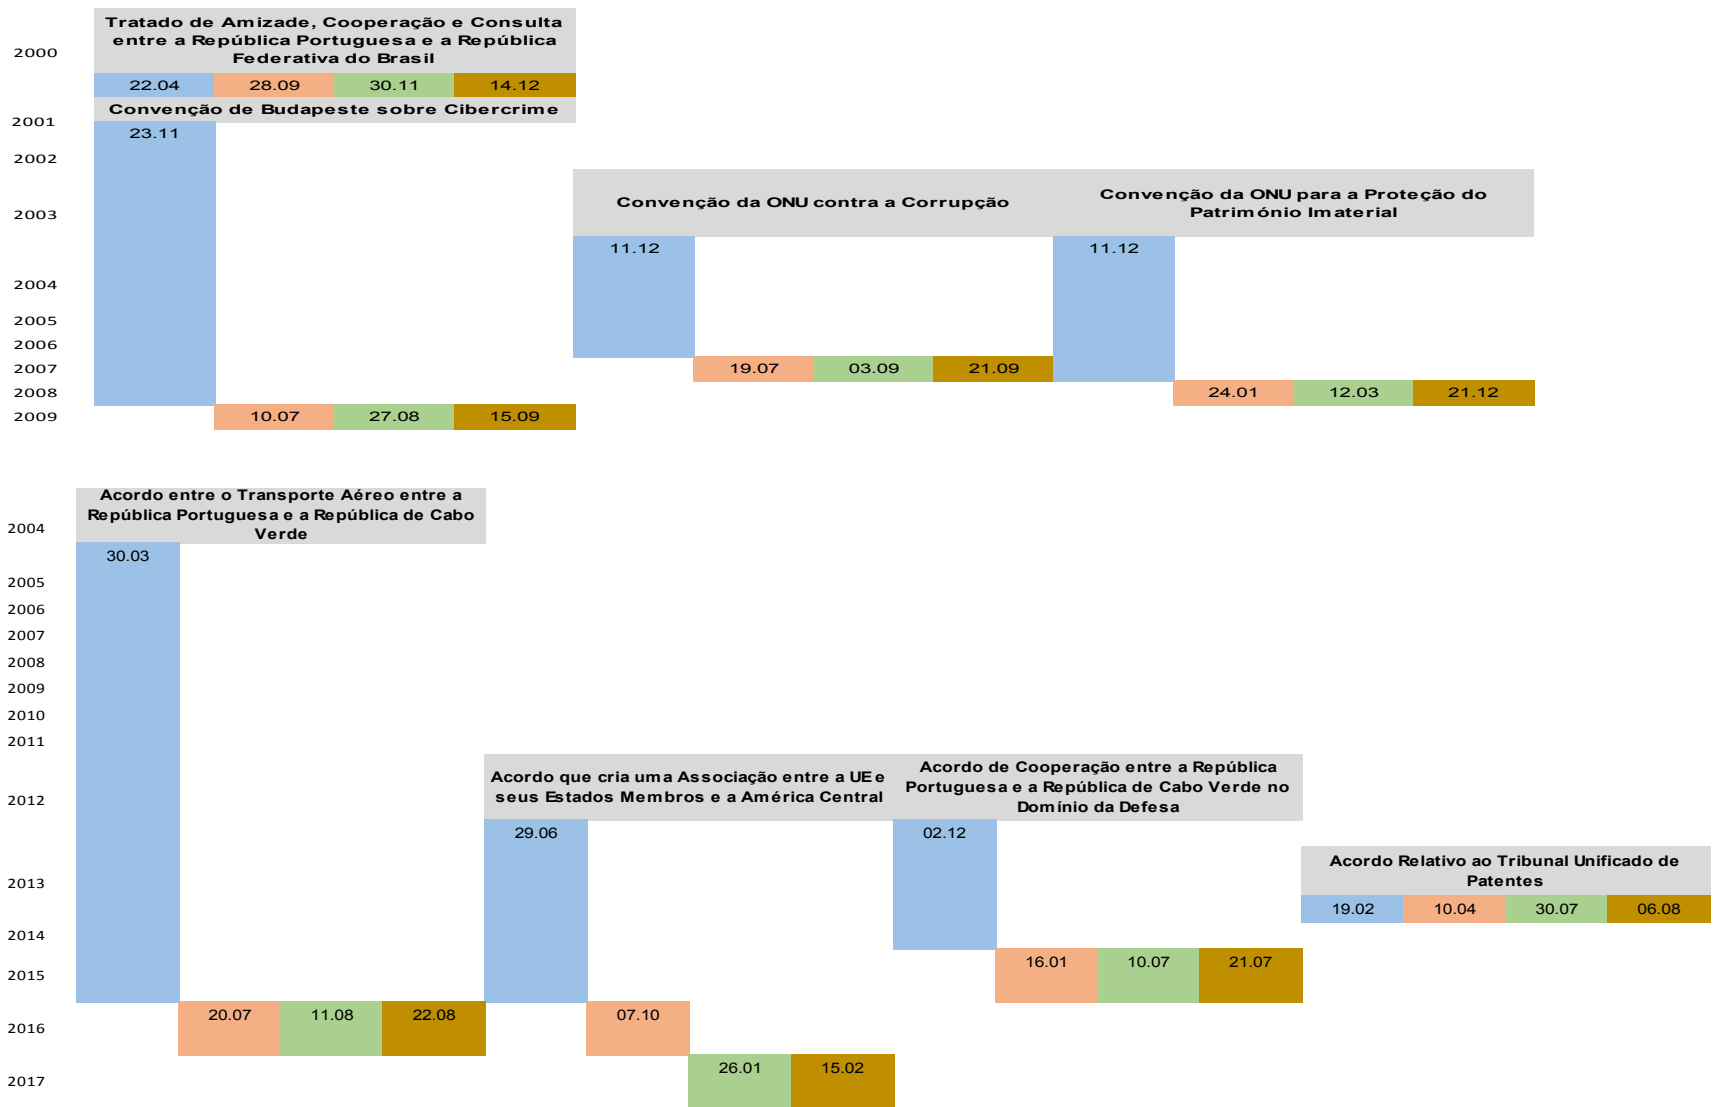 Tratado de Amizade, Cooperação e Consulta
entre a República Portuguesa e a República
Federativa do Brasil
2000
22.04 28.09 30.11 14.12
Convenção de Budapeste sobre Cibercrime
2001
23.11
2002
Convenção da ONU contra a Corrupção
Convenção da ONU para a Proteção do
Património Imaterial
2003
11.12 11.12
2004
2005
2006
2007 19.07 03.09 21.09
2008 24.01 12.03 21.12
2009 10.07 27.08 15.09
Acordo entre o Transporte Aéreo entre a
República Portuguesa e a República de Cabo
Verde
2004
30.03
2005
2006
2007
2008
2009
2010
2011
Acordo que cria uma Associação entre a UE e
seus Estados Membros e a América Central
Acordo de Cooperação entre a República
Portuguesa e a República de Cabo Verde no
Domínio da Defesa
2012
29.06 02.12
Acordo Relativo ao Tribunal Unificado de
Patentes
2013
19.02 10.04 30.07 06.08
2014
16.01 10.07 21.07
2015
20.07 11.08 22.08 07.10
2016
26.01 15.02
2017